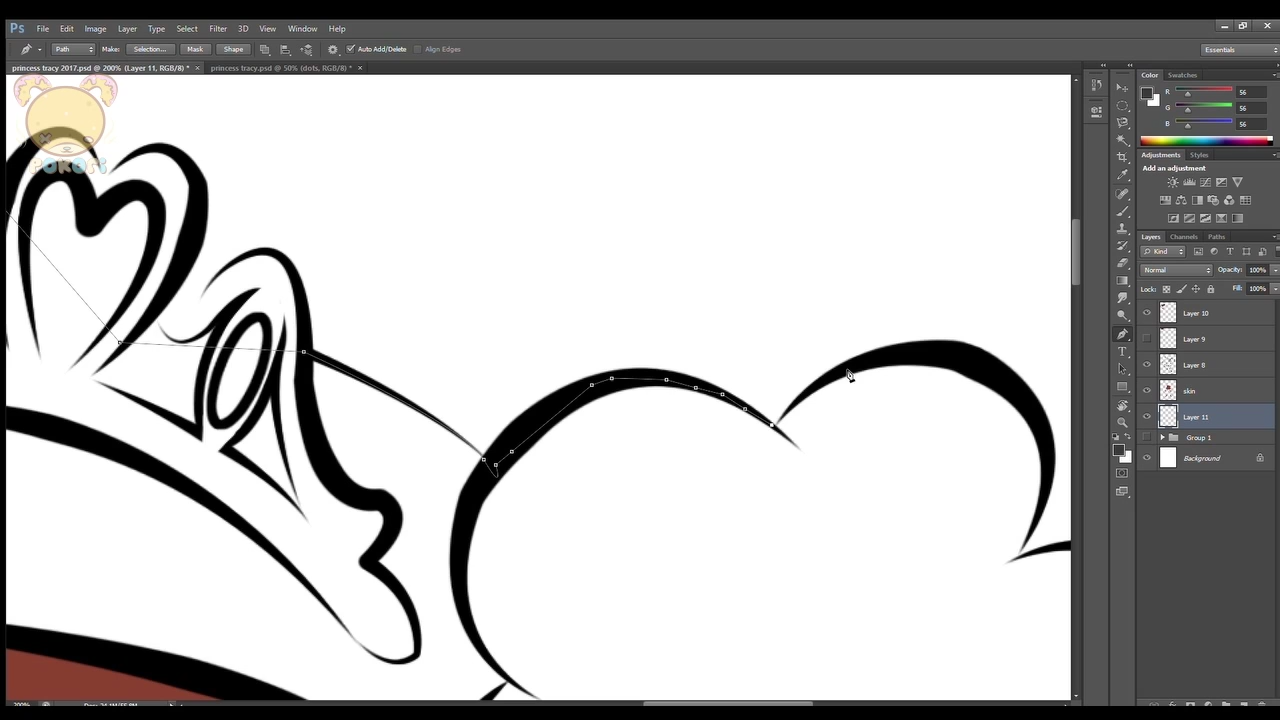 Ps File Edit Image Layer Type Select Filter 3D View Window Help
Path Make: Selection... Mask Shape Auto Add/Delete Align Edges Essentials
princess tracy 2017.psd @ 200% (Layer 11, RGB/8) * × princess tracy.psd @ 50% (dots, RGB/8) * ×
Color Swatches
R 56
G 56
B 56
POKORI
Adjustments Styles
Add an adjustment
Layers Channels Paths
Kind
Normal Opacity: 100%
Lock: Fill: 100%
Layer 10
Layer 9
Layer 8
skin
Layer 11
Group 1
Background